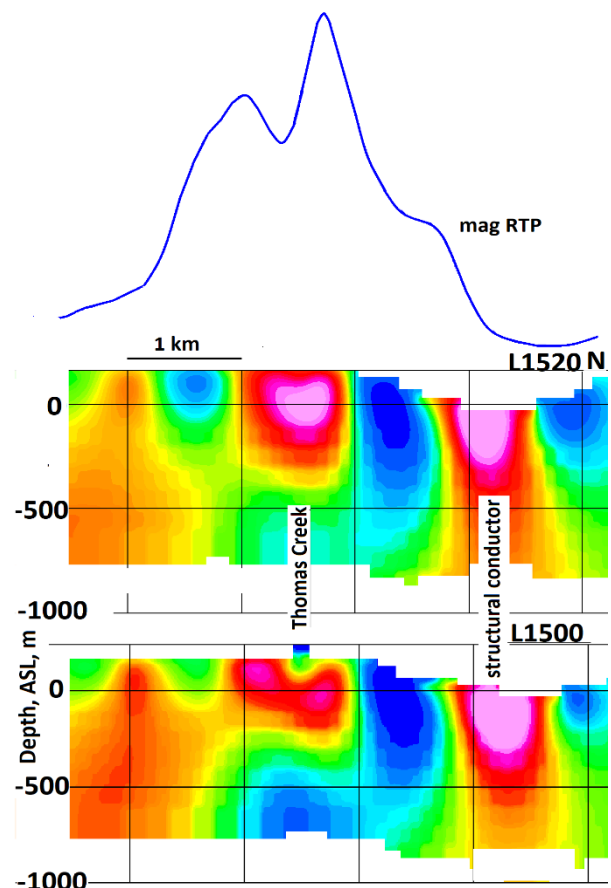 mag RTP
1 km
L1520 N
0
-500
Thomas Creek
structural conductor
-1000
L1500
Depth, ASL, m
0
-500
-1000